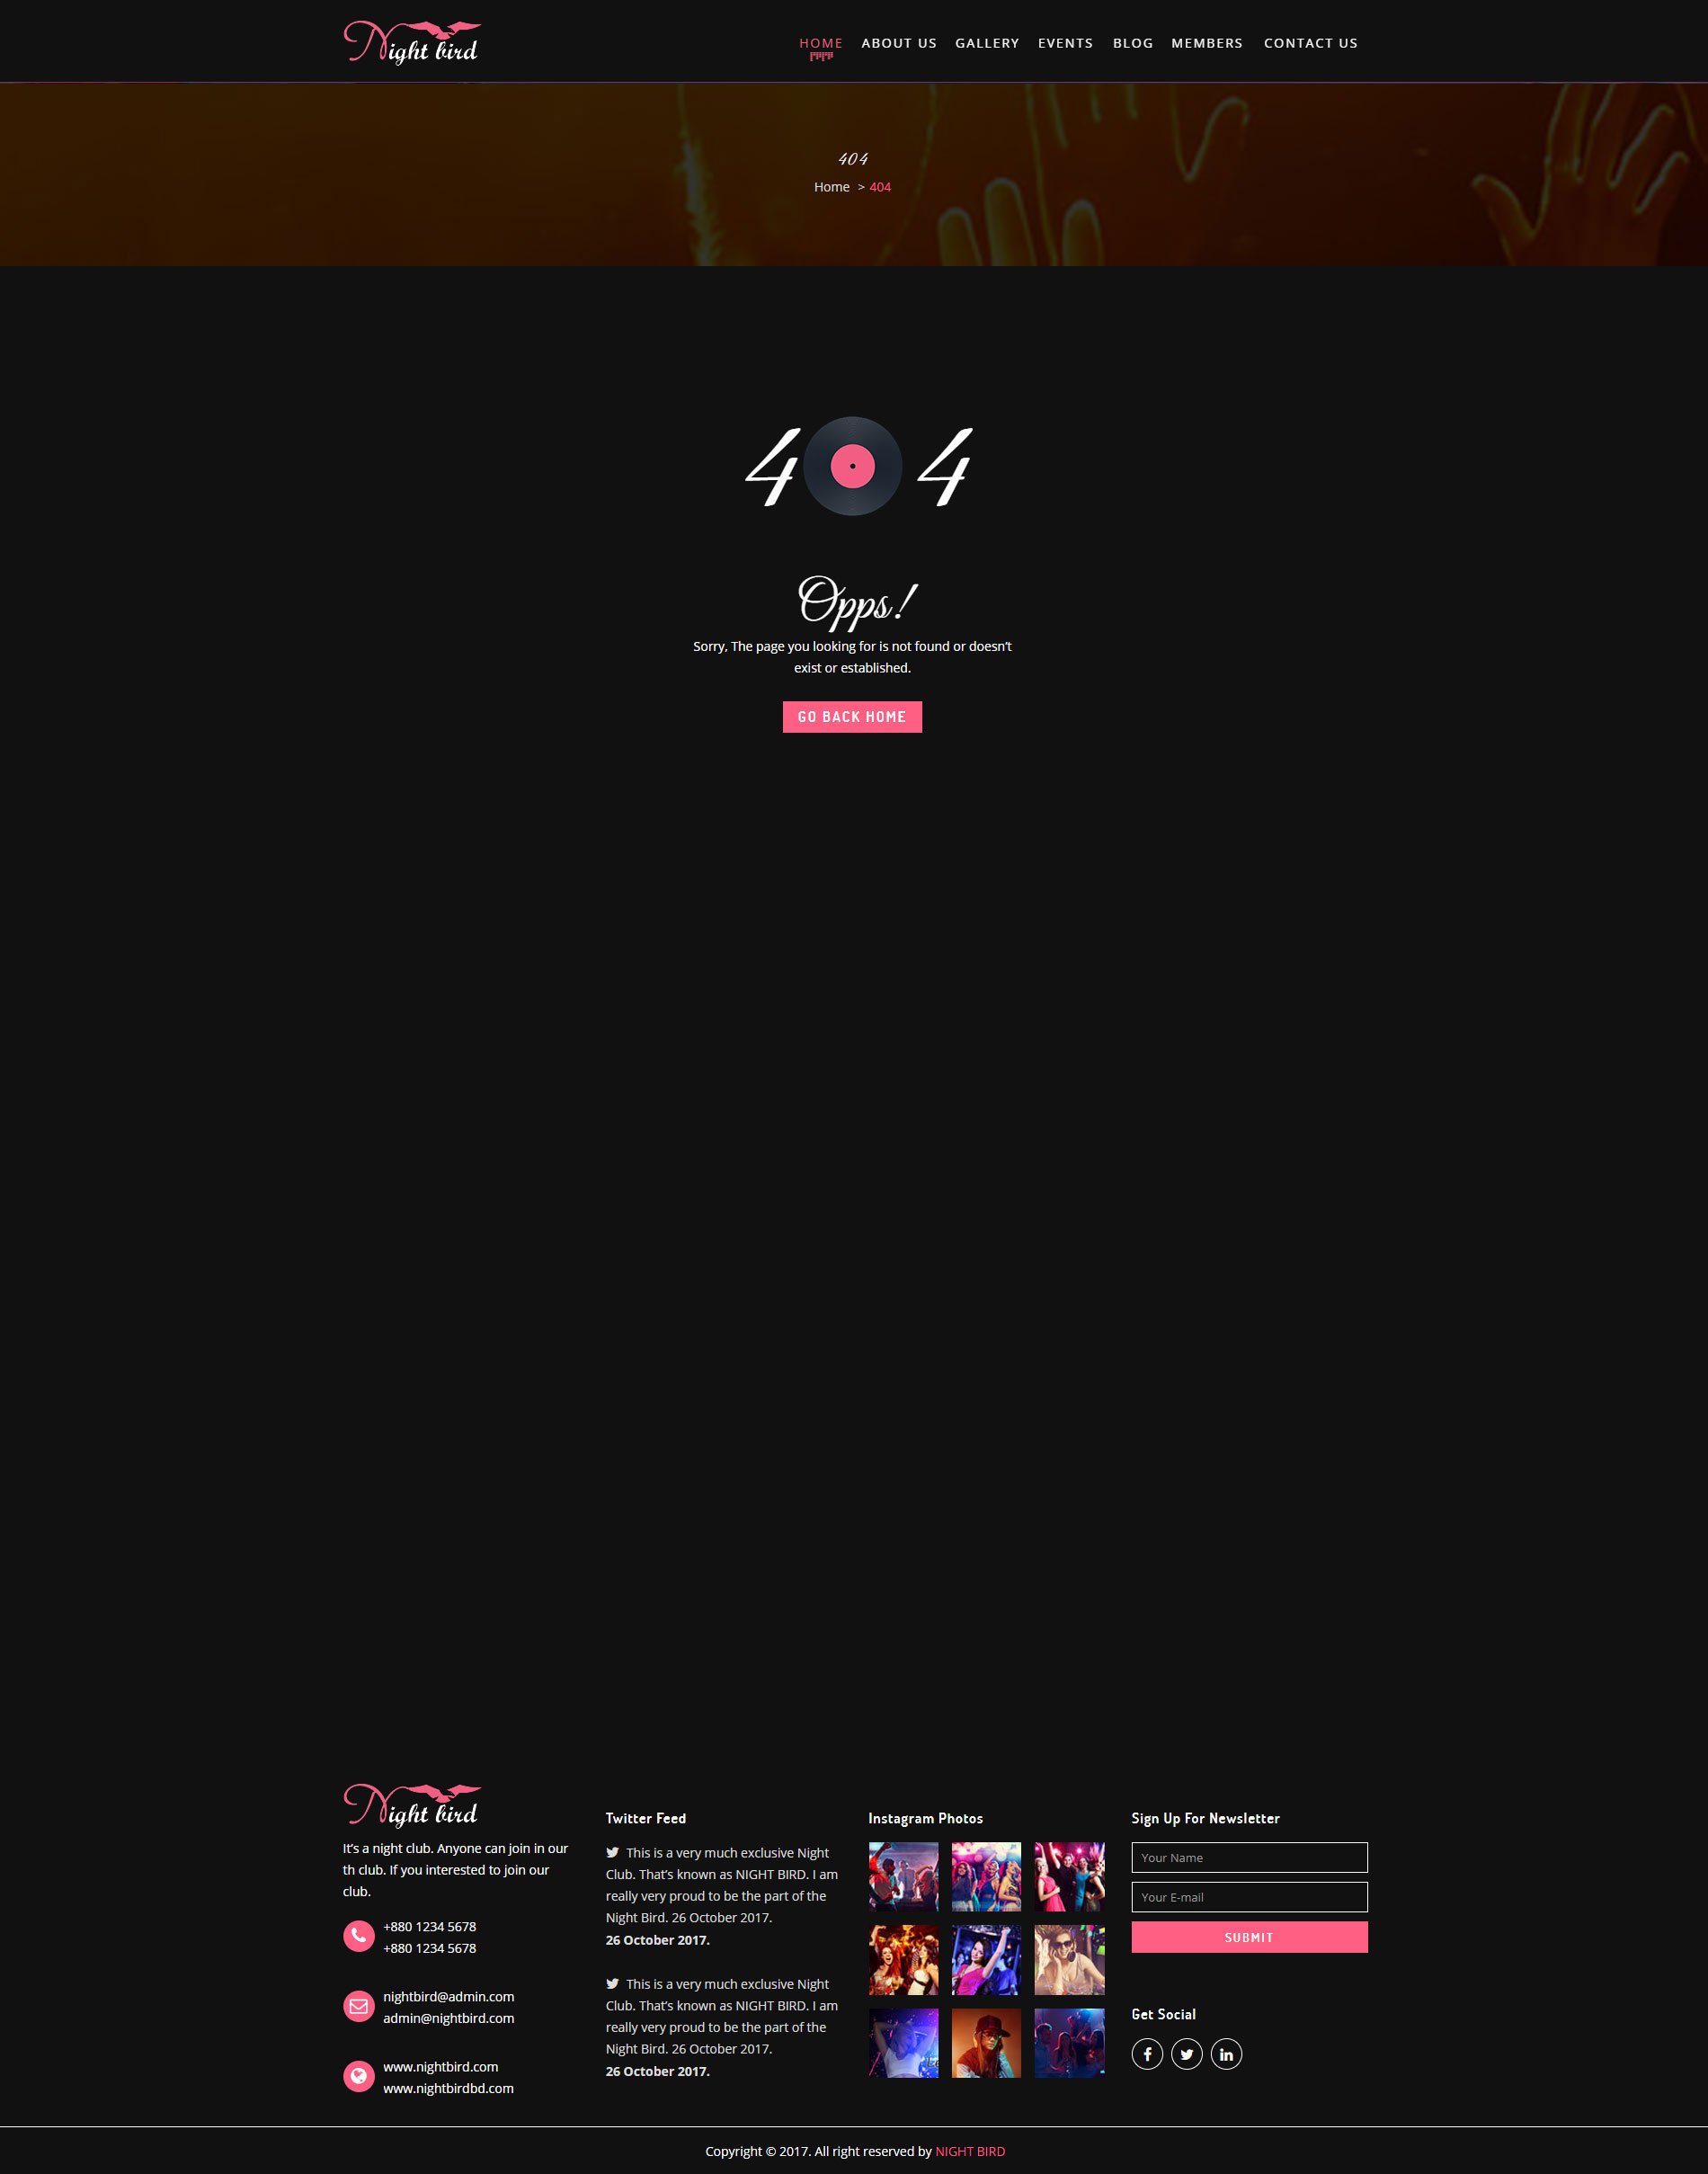 Night bird
HOME ABOUT US GALLERY EVENTS BLOG MEMBERS CONTACT US
404
Home > 404
4 4
Opps!
Sorry, The page you looking for is not found or doesn't
exist or established.
GO BACK HOME
Night bird
It's a night club. Anyone can join in our
th club. If you interested to join our
club.
+880 1234 5678
+880 1234 5678
nightbird@admin.com
admin@nightbird.com
www.nightbird.com
www.nightbirdbd.com
Twitter Feed
This is a very much exclusive Night
Club. That's known as NIGHT BIRD. I am
really very proud to be the part of the
Night Bird. 26 October 2017.
26 October 2017.
This is a very much exclusive Night
Club. That's known as NIGHT BIRD. I am
really very proud to be the part of the
Night Bird. 26 October 2017.
26 October 2017.
Instagram Photos
Sign Up For Newsletter
Your Name
Your E-mail
SUBMIT
Get Social
Copyright © 2017. All right reserved by NIGHT BIRD